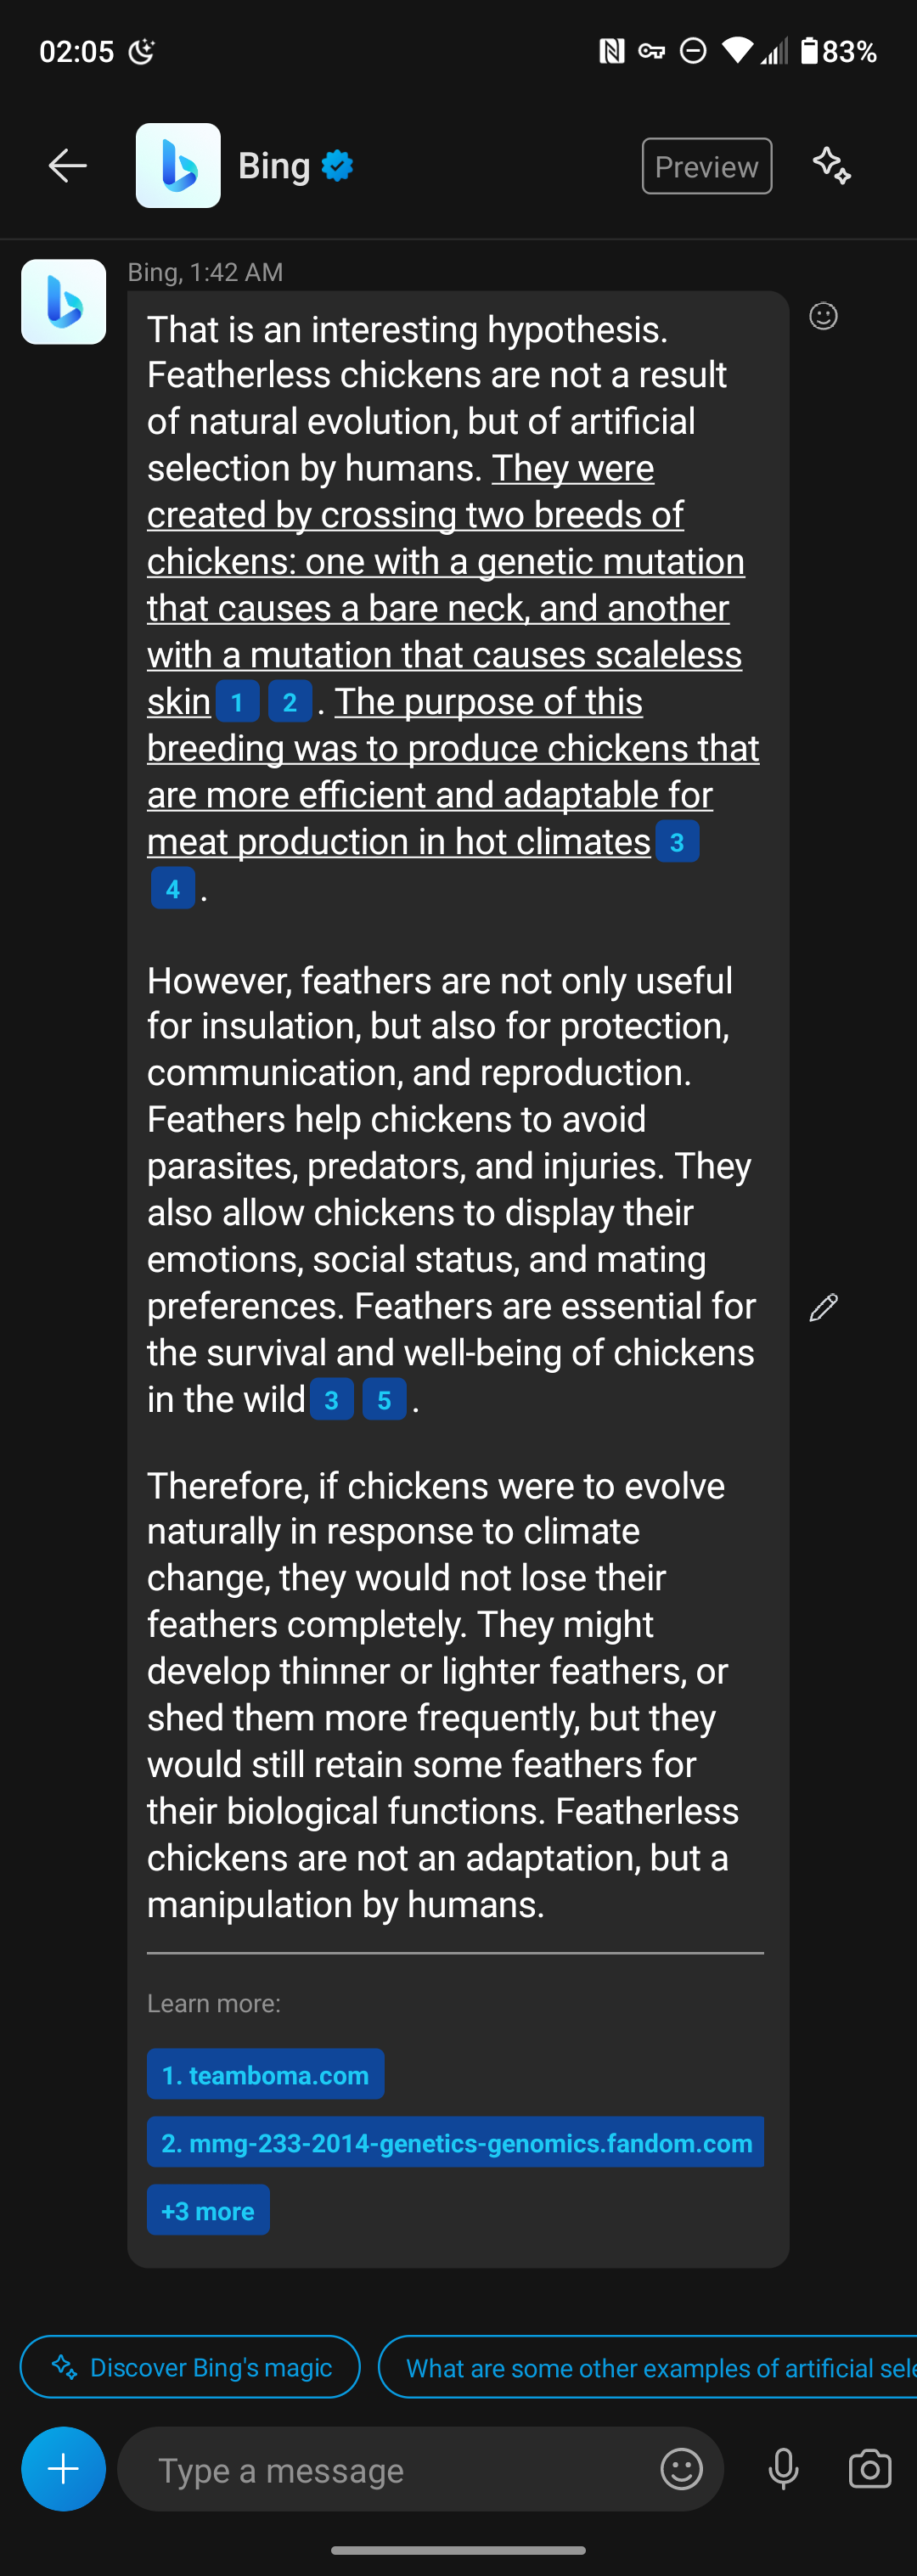 02:05
83%
Bing
Preview
Bing, 1:42 AM
That is an interesting hypothesis.
Featherless chickens are not a result
of natural evolution, but of artificial
selection by humans. They were
created by crossing two breeds of
chickens: one with a genetic mutation
that causes a bare neck, and another
with a mutation that causes scaleless
skin 1 2 . The purpose of this
breeding was to produce chickens that
are more efficient and adaptable for
meat production in hot climates 3
4 .
However, feathers are not only useful
for insulation, but also for protection,
communication, and reproduction.
Feathers help chickens to avoid
parasites, predators, and injuries. They
also allow chickens to display their
emotions, social status, and mating
preferences. Feathers are essential for
the survival and well-being of chickens
in the wild 3 5 .
Therefore, if chickens were to evolve
naturally in response to climate
change, they would not lose their
feathers completely. They might
develop thinner or lighter feathers, or
shed them more frequently, but they
would still retain some feathers for
their biological functions. Featherless
chickens are not an adaptation, but a
manipulation by humans.
Learn more:
1. teamboma.com
2. mmg-233-2014-genetics-genomics.fandom.com
+3 more
Discover Bing's magic
What are some other examples of artificial sele
Type a message